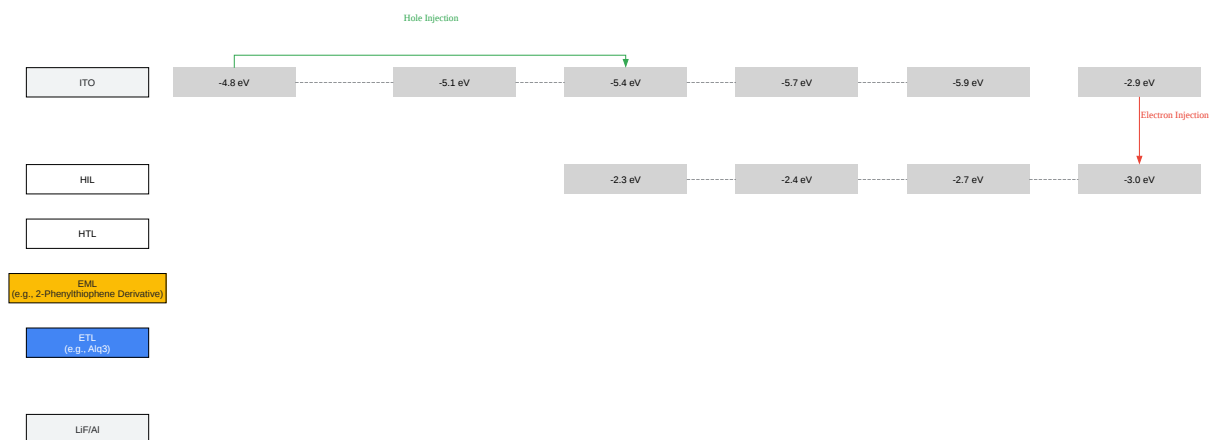 Hole Injection
ITO
-4.8 eV
-5.1 eV
-5.4 eV
-5.7 eV
-5.9 eV
-2.9 eV
Electron Injection
HIL
-2.3 eV
-2.4 eV
-2.7 eV
-3.0 eV
HTL
EML
(e.g., 2-Phenylthiophene Derivative)
ETL
(e.g., Alq3)
LiF/Al